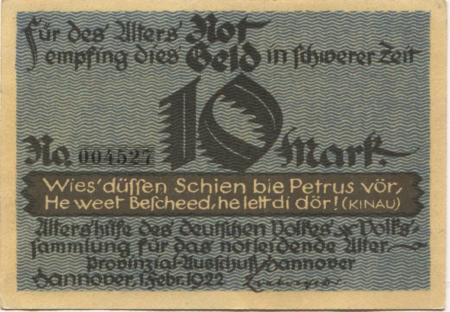 Für des Alters Not
empfing dies Geld in schwerer Zeit
10
No. 004527 Mark.
Wies' düssen Schien bie Petrus vör,
He weet Bescheed, he lett di dör! (KINAU)
Altershilfe des deutschen Volkes Volks-
sammlung für das notleidende Alter
Provinzial-Ausschuß Hannover
Hannover, 1. Febr. 1922